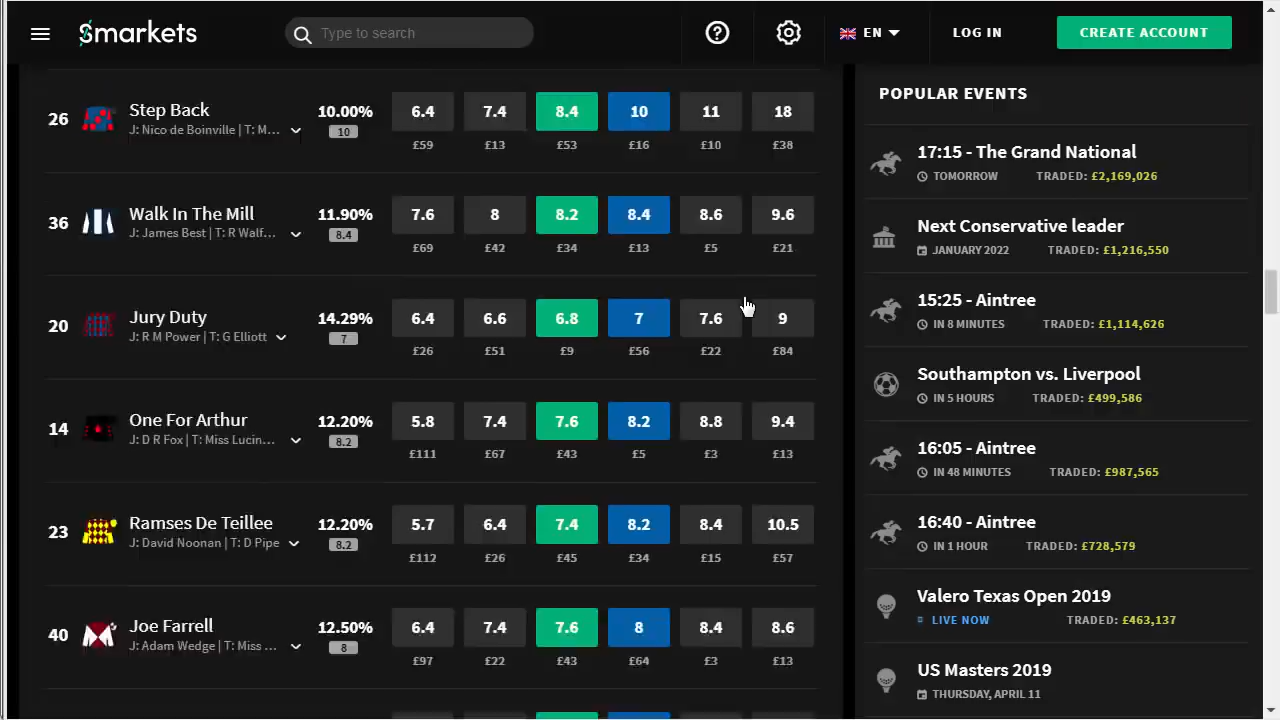 Smarkets
Type to search
EN
LOG IN
CREATE ACCOUNT
26
Step Back
J: Nico de Boinville | T: M...
10.00%
10
6.4 7.4 8.4 10 11 18
£59 £13 £53 £16 £10 £38
36
Walk In The Mill
J: James Best | T: R Walf...
11.90%
8.4
7.6 8 8.2 8.4 8.6 9.6
£69 £42 £34 £13 £5 £21
20
Jury Duty
J: R M Power | T: G Elliott
14.29%
7
6.4 6.6 6.8 7 7.6 9
£26 £51 £9 £56 £22 £84
14
One For Arthur
J: D R Fox | T: Miss Lucin...
12.20%
8.2
5.8 7.4 7.6 8.2 8.8 9.4
£111 £67 £43 £5 £3 £13
23
Ramses De Teillee
J: David Noonan | T: D Pipe
12.20%
8.2
5.7 6.4 7.4 8.2 8.4 10.5
£112 £26 £45 £34 £15 £57
40
Joe Farrell
J: Adam Wedge | T: Miss ...
12.50%
8
6.4 7.4 7.6 8 8.4 8.6
£97 £22 £43 £64 £3 £13
POPULAR EVENTS
17:15 - The Grand National
TOMORROW TRADED: £2,169,026
Next Conservative leader
JANUARY 2022 TRADED: £1,216,550
15:25 - Aintree
IN 8 MINUTES TRADED: £1,114,626
Southampton vs. Liverpool
IN 5 HOURS TRADED: £499,586
16:05 - Aintree
IN 48 MINUTES TRADED: £987,565
16:40 - Aintree
IN 1 HOUR TRADED: £728,579
Valero Texas Open 2019
LIVE NOW TRADED: £463,137
US Masters 2019
THURSDAY, APRIL 11